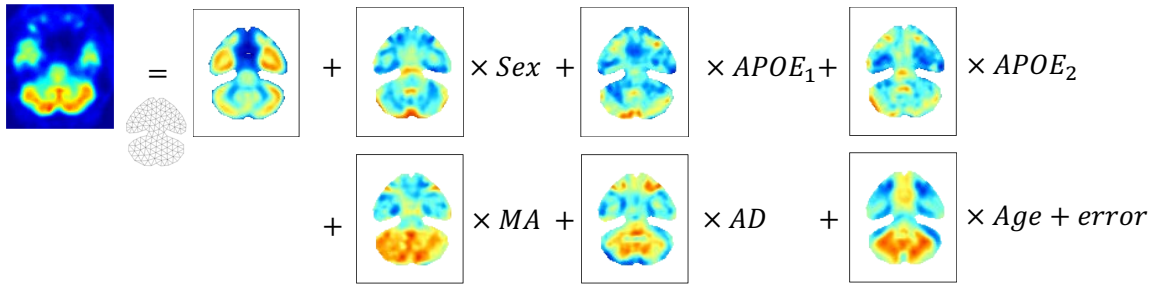 = + × Sex + × APOE₁ + × APOE₂
+ × MA + × AD + × Age + error